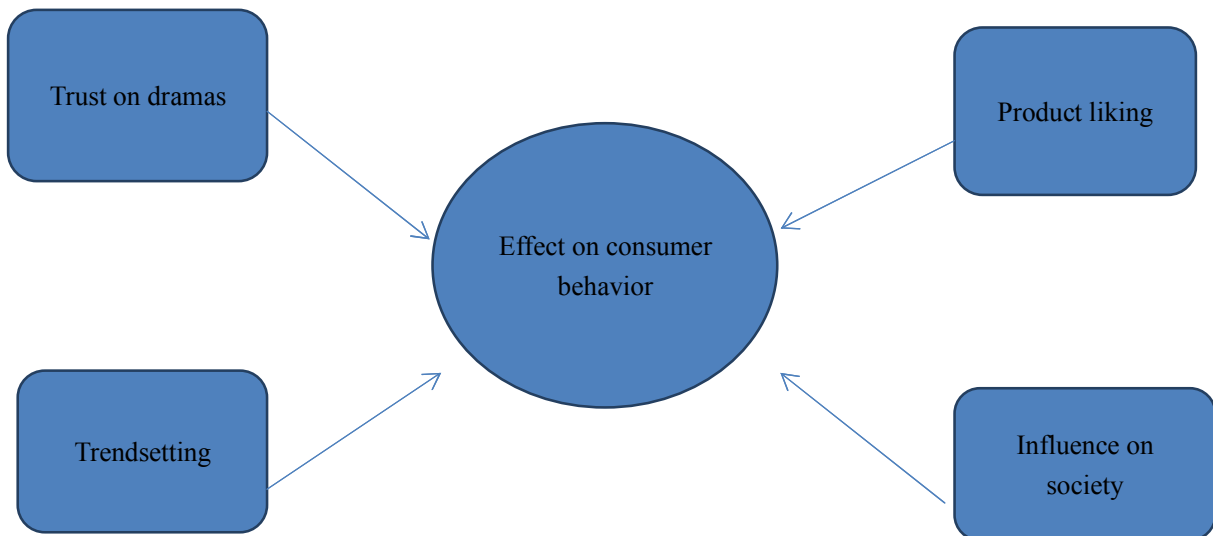 Trust on dramas
Product liking
Effect on consumer
behavior
Trendsetting
Influence on
society